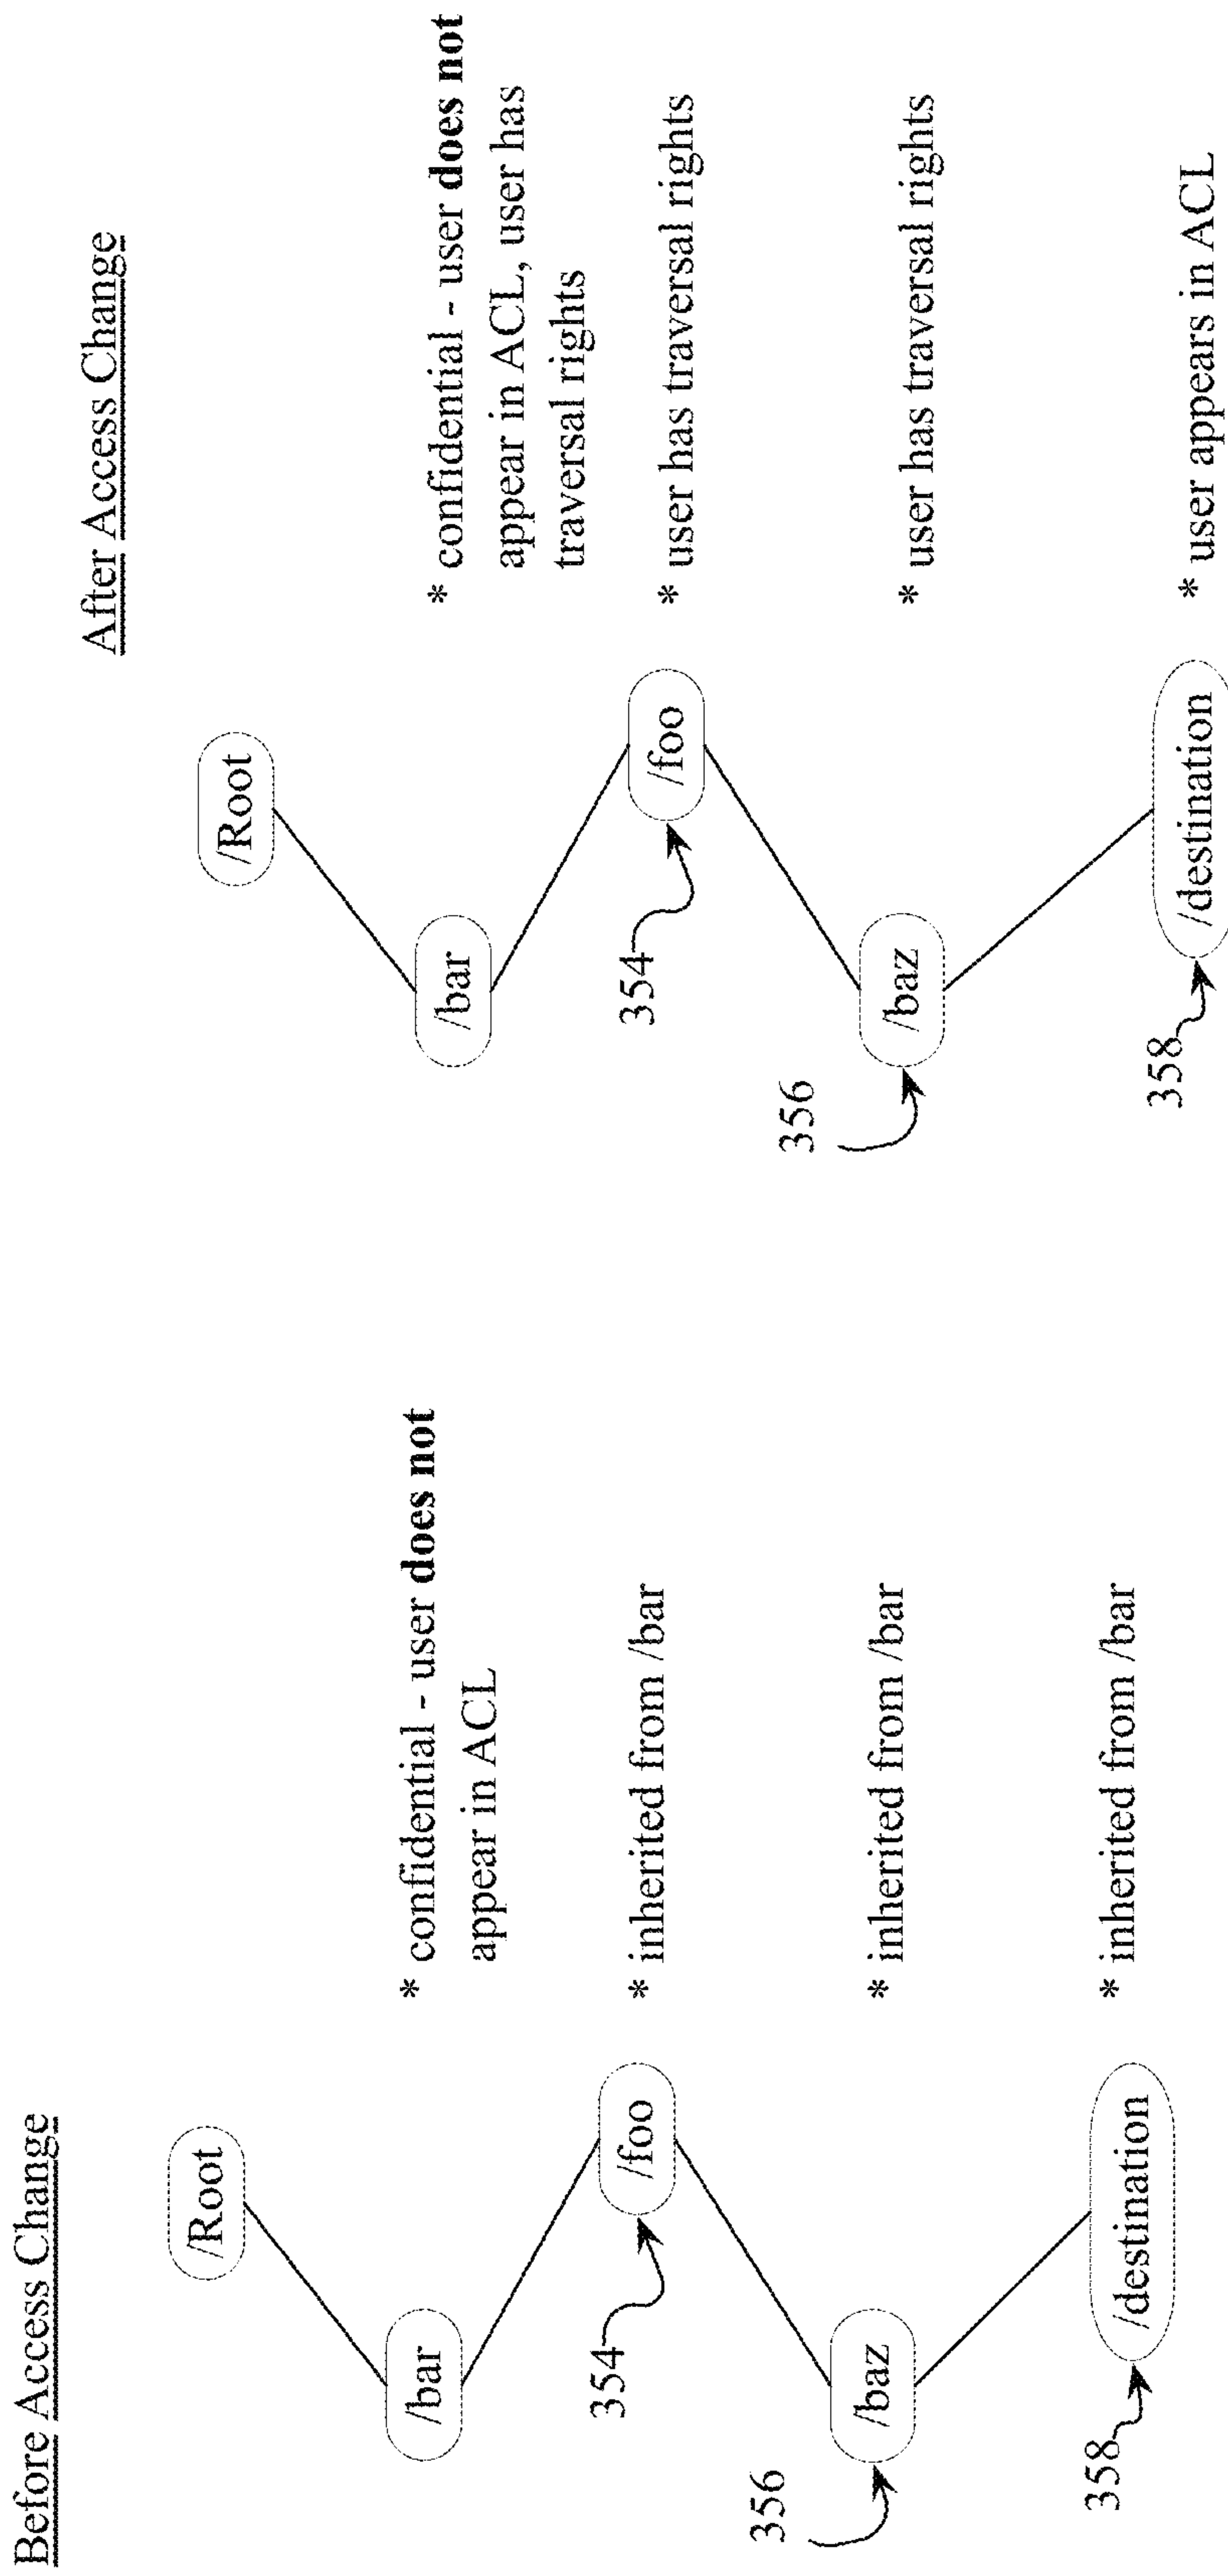 Before Access Change
/Root
/bar
* confidential - user does not
appear in ACL
/foo
354
* inherited from /bar
/baz
356
* inherited from /bar
/destination
358
* inherited from /bar
After Access Change
/Root
/bar
* confidential - user does not
appear in ACL, user has
traversal rights
/foo
354
* user has traversal rights
/baz
356
* user has traversal rights
/destination
358
* user appears in ACL